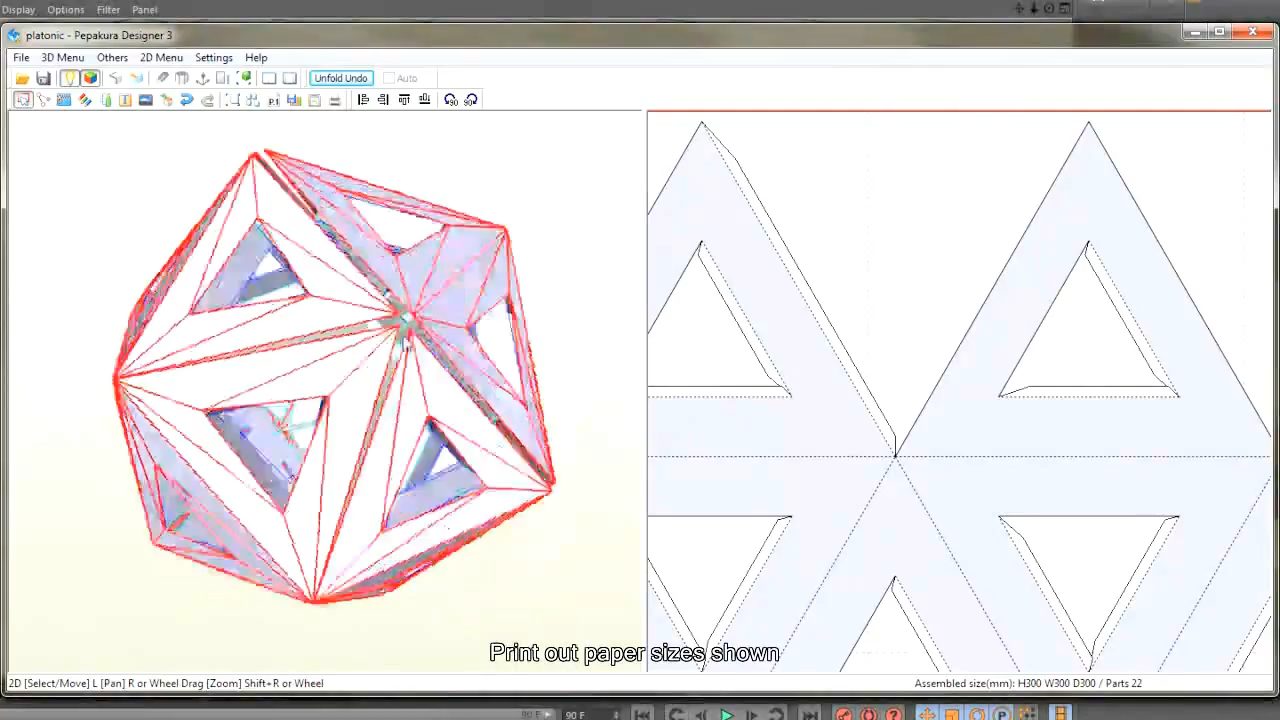 Display Options Filter Panel
platonic - Pepakura Designer 3
File 3D Menu Others 2D Menu Settings Help
Unfold Undo Auto
Print out paper sizes shown
2D [Select/Move] L [Pan] R or Wheel Drag [Zoom] Shift+R or Wheel
Assembled size(mm): H300 W300 D300 / Parts 22
90 F